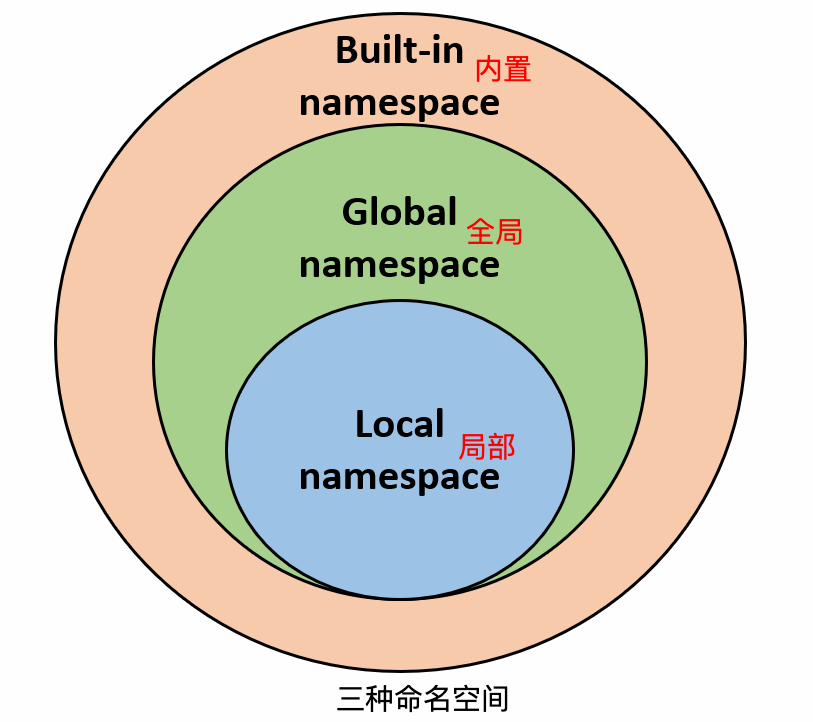 Built-in
内置
namespace
Global
全局
namespace
Local
局部
namespace
三种命名空间